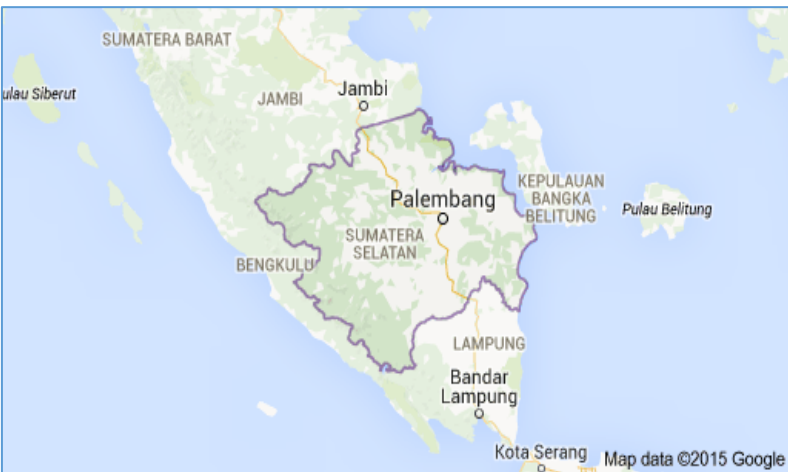 SUMATERA BARAT
ulau Siberut
Jambi
JAMBI
KEPULAUAN
BANGKA
BELITUNG
Palembang
Pulau Belitung
SUMATERA
SELATAN
BENGKULU
LAMPUNG
Bandar
Lampung
Kota Serang
Map data ©2015 Google